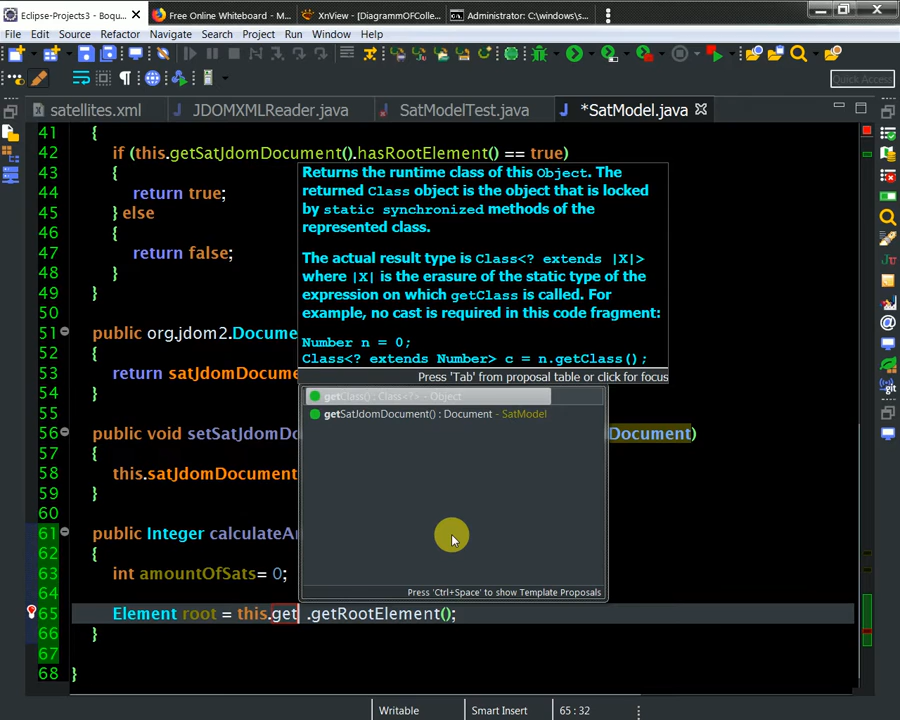 Eclipse-Projects3 - Boqu... Free Online Whiteboard - M... XnView - [DiagrammOfColle... Administrator: C:\windows\s...
File Edit Source Refactor Navigate Search Project Run Window Help
Quick Access
satellites.xml JDOMXMLReader.java SatModelTest.java *SatModel.java
41 {
42 if (this.getSatJdomDocument().hasRootElement() == true)
43 {
44 return true;
45 } else
46 {
47 return false;
48 }
49 }
50
51 public org.jdom2.Docume
52 {
53 return satJdomDocume
54 }
55
56 public void setSatJdomDo Document)
57 {
58 this.satJdomDocument
59 }
60
61 public Integer calculateAr
62 {
63 int amountOfSats= 0;
65 Element root = this.get .getRootElement();
66 }
67
68 }
Returns the runtime class of this Object. The
returned Class object is the object that is locked
by static synchronized methods of the
represented class.
The actual result type is Class<? extends |X|>
where |X| is the erasure of the static type of the
expression on which getClass is called. For
example, no cast is required in this code fragment:
Number n = 0;
Class<? extends Number> c = n.getClass();
Press 'Tab' from proposal table or click for focus
getClass() : Class<?> - Object
getSatJdomDocument() : Document - SatModel
Press 'Ctrl+Space' to show Template Proposals
Writable Smart Insert 65 : 32